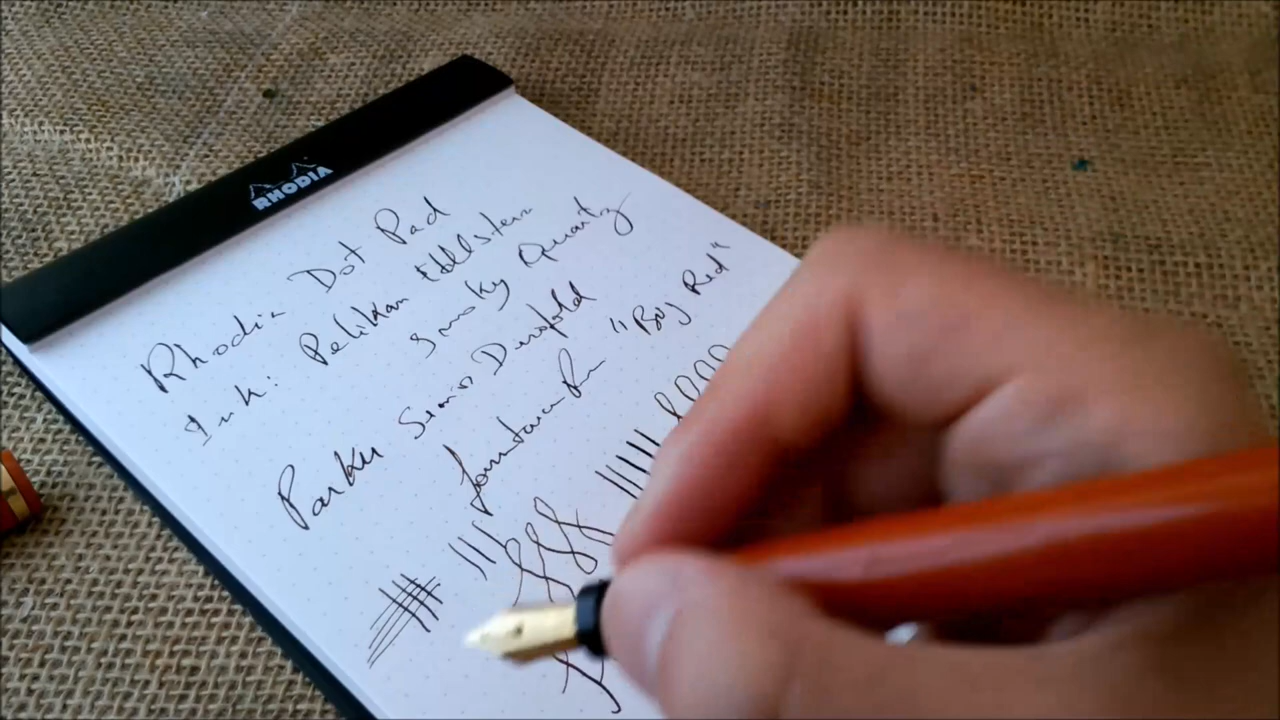 RHODIA
Rhodia Dot Pad
Ink: Pelikan Edelstein
Smoky Quartz
Parker Senior Duofold
fountain Pen "Big Red"